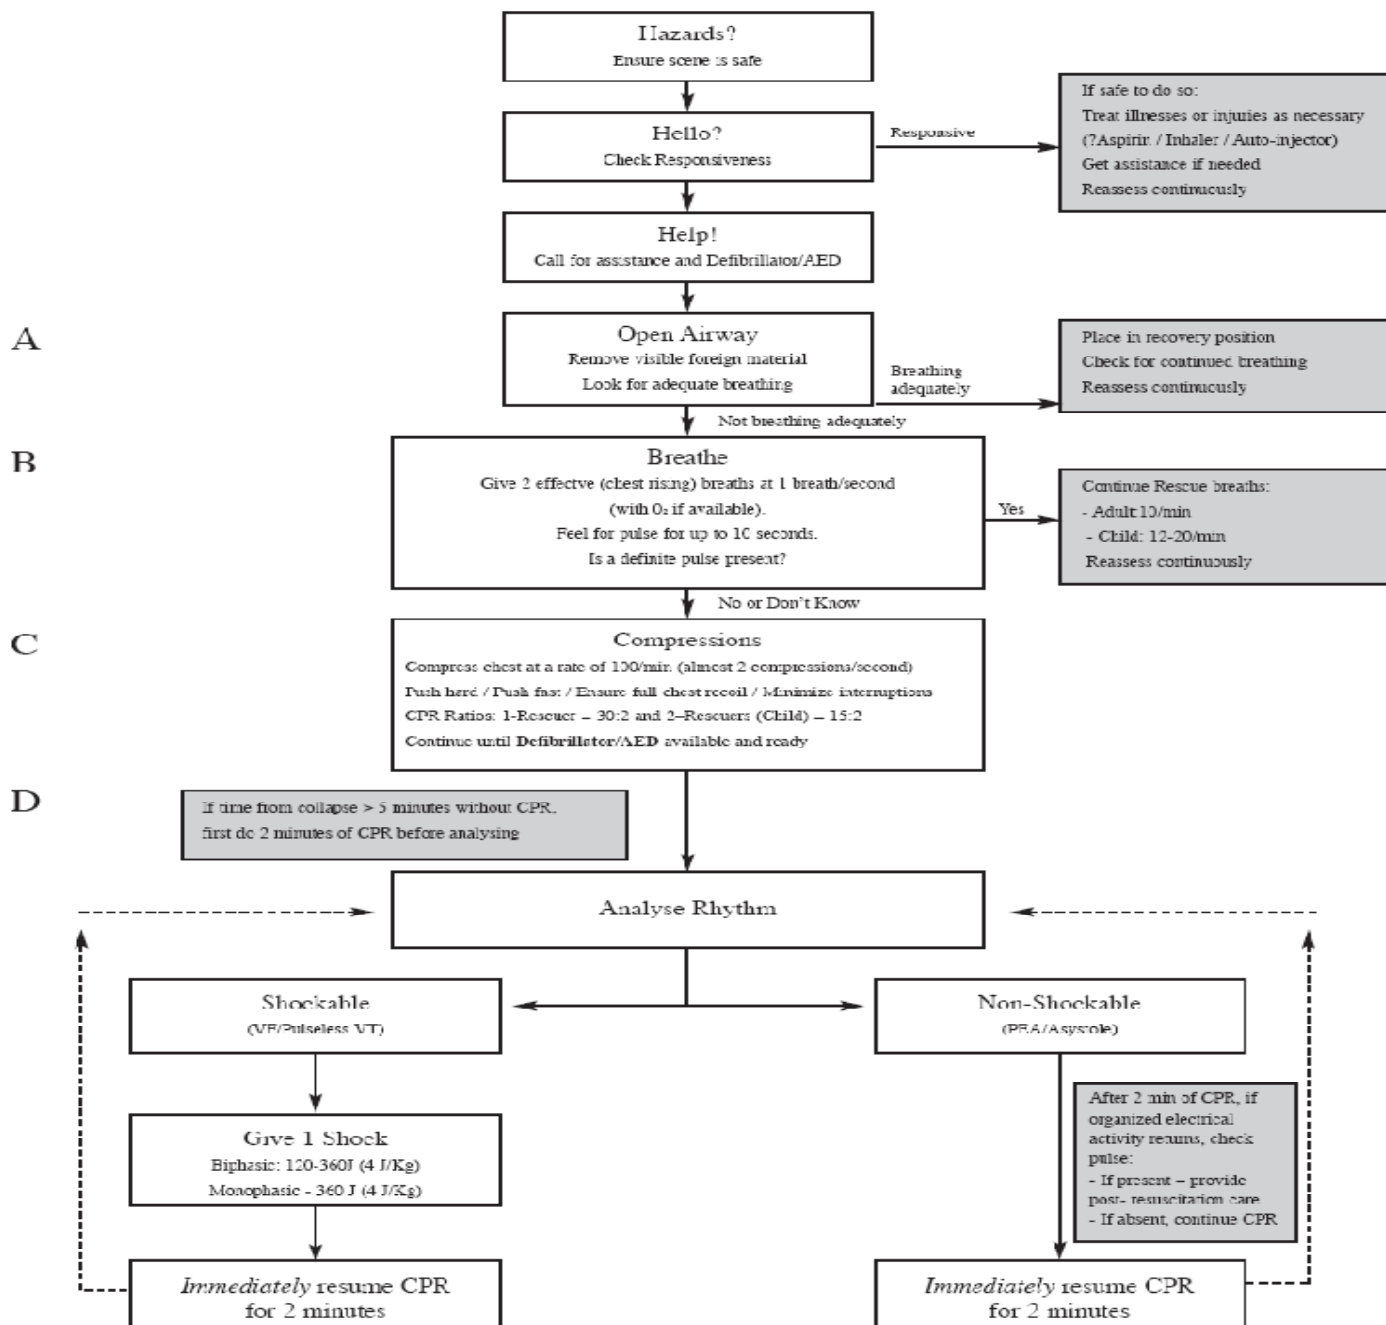 Hazards?
Ensure scene is safe
Hello?
Check Responsiveness
Responsive
If safe to do so:
Treat illnesses or injuries as necessary
(?Aspirin / Inhaler / Auto-injector)
Get assistance if needed
Reassess continuously
Help!
Call for assistance and Defibrillator/AED
A
Open Airway
Remove visible foreign material
Look for adequate breathing
Breathing
adequately
Place in recovery position
Check for continued breathing
Reassess continuously
Not breathing adequately
B
Breathe
Give 2 effectve (chest rising) breaths at 1 breath/second
(with 0₂ if available).
Feel for pulse for up to 10 seconds.
Is a definite pulse present?
Yes
Continue Rescue breaths:
- Adult 10/min
- Child: 12-20/min
Reassess continuously
No or Don't Know
C
Compressions
Compress chest at a rate of 100/min. (almost 2 compressions/second)
Push hard / Push fast / Ensure full chest recoil / Minimize interruptions
CPR Ratios: 1-Rescuer – 30:2 and 2–Rescuers (Child) – 15:2
Continue until Defibrillator/AED available and ready
D
If time from collapse > 5 minutes without CPR,
first do 2 minutes of CPR before analysing
Analyse Rhythm
Shockable
(VF/Pulseless VT)
Non-Shockable
(PEA/Asystole)
Give 1 Shock
Biphasic: 120-360J (4 J/Kg)
Monophasic - 360 J (4 J/Kg)
After 2 min of CPR, if
organized electrical
activity returns, check
pulse:
- If present – provide
post- resuscitation care
- If absent, continue CPR
Immediately resume CPR
for 2 minutes
Immediately resume CPR
for 2 minutes